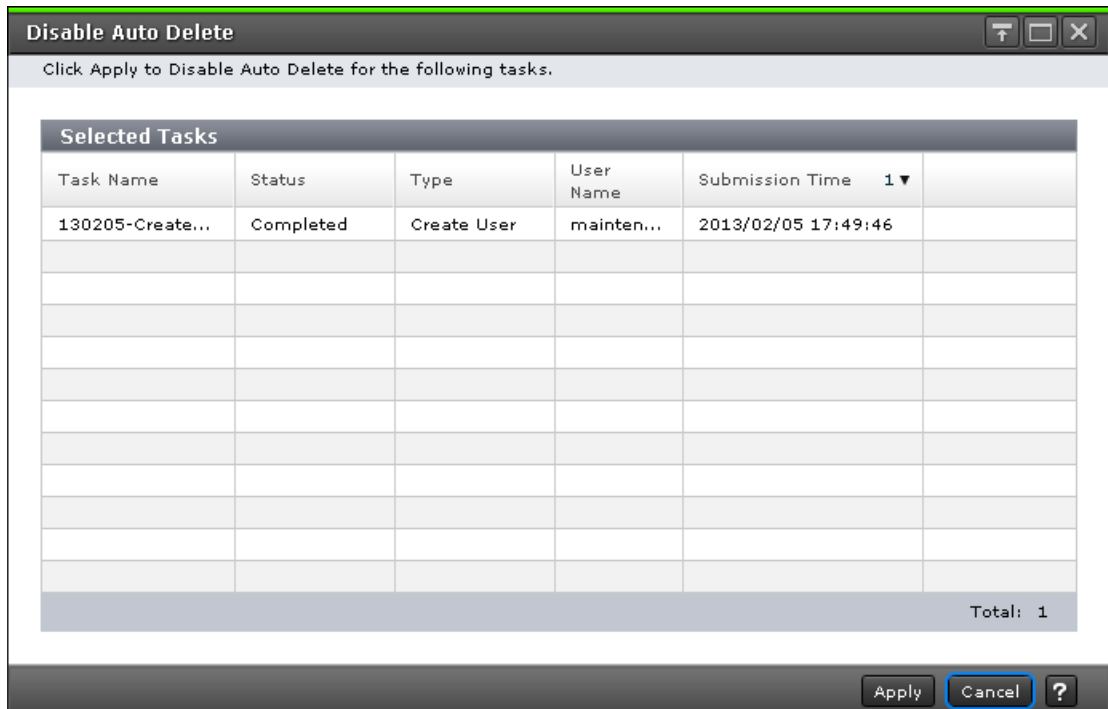 Disable Auto Delete
Click Apply to Disable Auto Delete for the following tasks.
Selected Tasks
Task Name Status Type User Name Submission Time 1▼
130205-Create... Completed Create User mainten... 2013/02/05 17:49:46
Total: 1
Apply Cancel ?